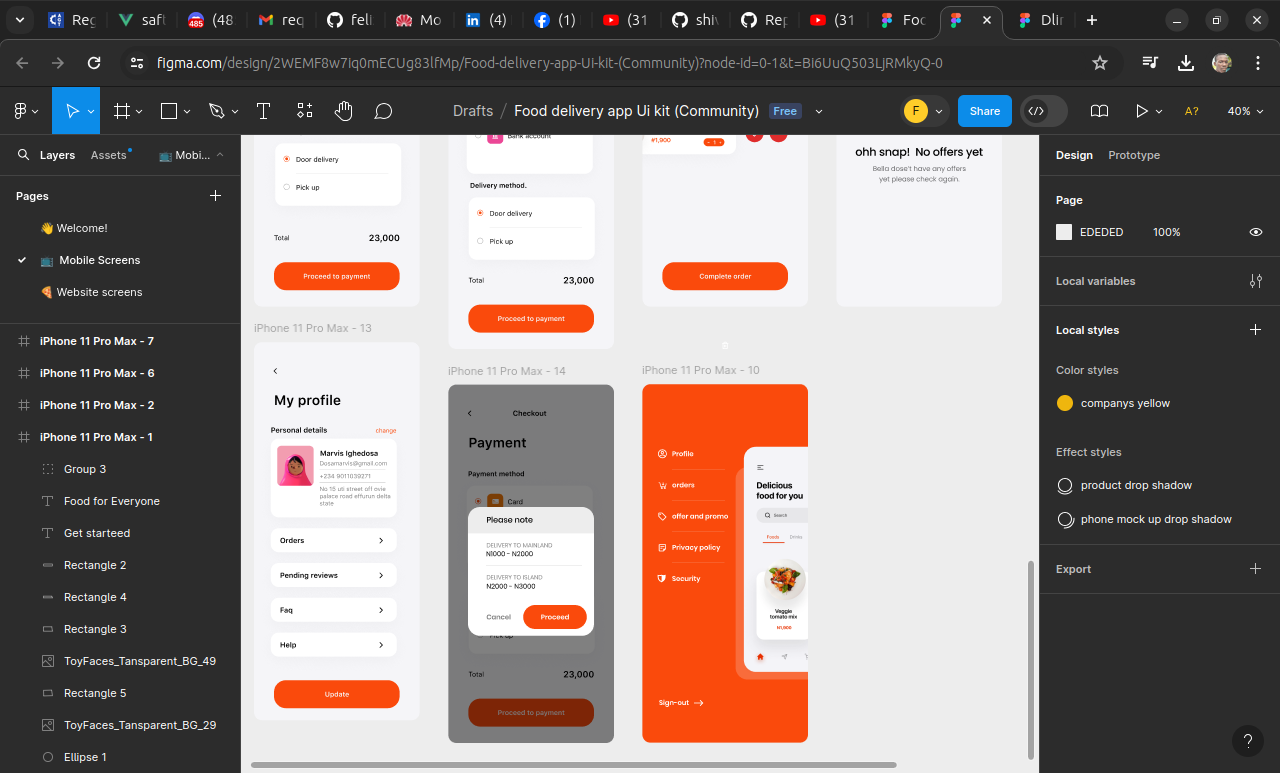 Reg
saf
(48
req
feli
Mo
(4)
(1)
(31
shiv
Rep
(31
Foo
Dlin
figma.com/design/2WEMF8w7Iq0mECUg83lfMp/Food-delivery-app-Ui-kit-(Community)?node-id=0-1&t=BI6UuQ503LJRMkyQ-0
Drafts / Food delivery app Ui kit (Community) Free
F
Share
A?
40%
Layers
Assets
Mobi...
Pages
Welcome!
Mobile Screens
Website screens
iPhone 11 Pro Max - 7
iPhone 11 Pro Max - 6
iPhone 11 Pro Max - 2
iPhone 11 Pro Max - 1
Group 3
Food for Everyone
Get starteed
Rectangle 2
Rectangle 4
Rectangle 3
ToyFaces_Tansparent_BG_49
Rectangle 5
ToyFaces_Tansparent_BG_29
Ellipse 1
Door delivery
Pick up
Total 23,000
Proceed to payment
Bank account
Delivery method.
Door delivery
Pick up
Total 23,000
Proceed to payment
₦1,900
- 1 +
Complete order
ohh snap! No offers yet
Bella dose't have any offers
yet please check again.
iPhone 11 Pro Max - 13
My profile
Personal details change
Marvis Ighedosa
Dosamarvis@gmail.com
+234 9011039271
No 15 uti street off ovie
palace road effurun delta
state
Orders
Pending reviews
Faq
Help
Update
iPhone 11 Pro Max - 14
Checkout
Payment
Payment method
Card
Please note
DELIVERY TO MAINLAND
N1000 - N2000
DELIVERY TO ISLAND
N2000 - N3000
Cancel
Proceed
Pick up
Total 23,000
Proceed to payment
iPhone 11 Pro Max - 10
Profile
orders
offer and promo
Privacy policy
Security
Sign-out
Delicious
food for you
Search
Foods
Drinks
Veggie
tomato mix
N1,900
Design
Prototype
Page
EDEDED 100%
Local variables
Local styles
Color styles
companys yellow
Effect styles
product drop shadow
phone mock up drop shadow
Export
?